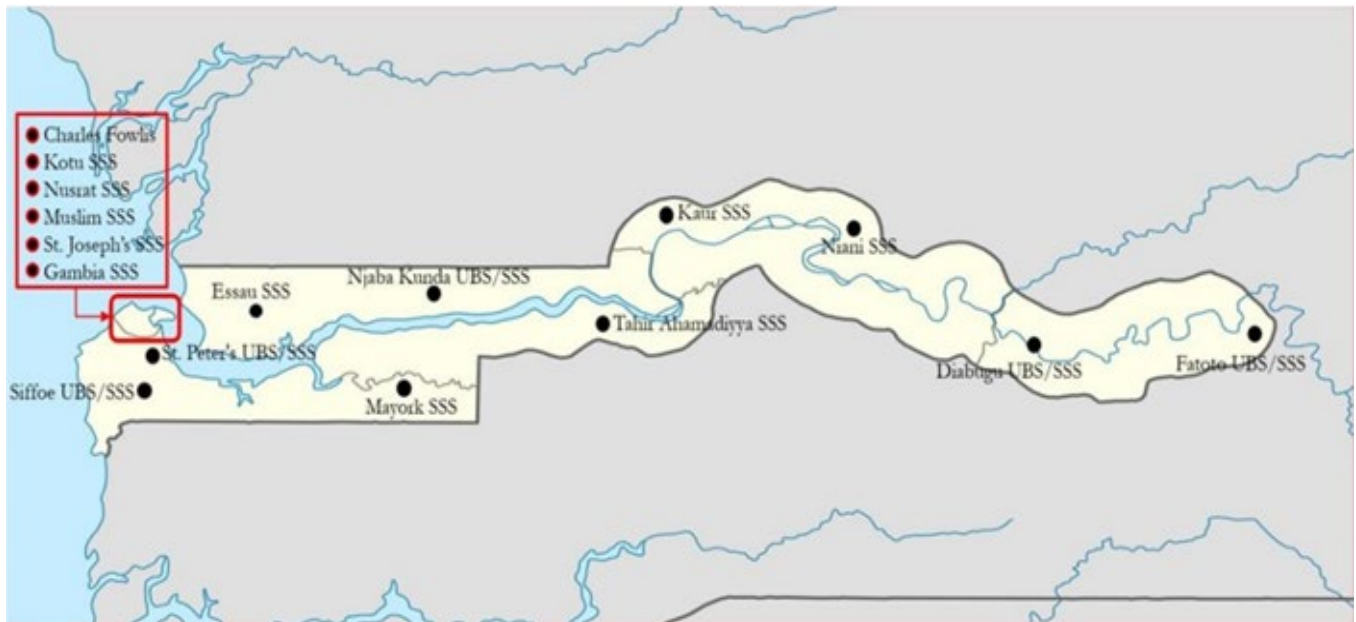 Charles Fowlis
Kotu SSS
Nusrat SSS
Muslim SSS
St. Joseph's SSS
Gambia SSS
Kaur SSS
Niani SSS
Njaba Kunda UBS/SSS
Essau SSS
Tahir Ahamadiyya SSS
St. Peter's UBS/SSS
Diabugu UBS/SSS
Fatoto UBS/SSS
Siffoe UBS/SSS
Mayork SSS